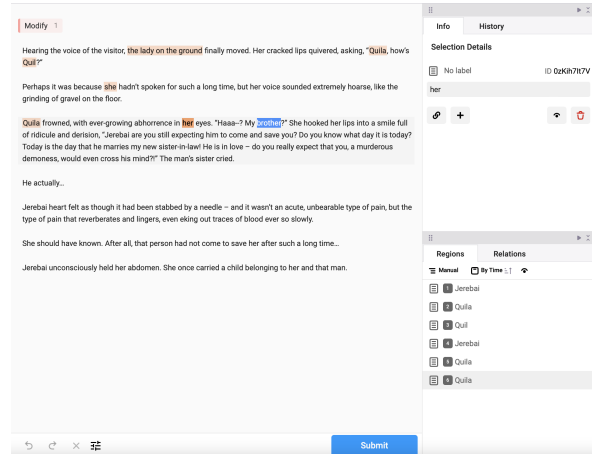 Modify 1
Hearing the voice of the visitor, the lady on the ground finally moved. Her cracked lips quivered, asking, "Quila, how's
Quil?"
Perhaps it was because she hadn't spoken for such a long time, but her voice sounded extremely hoarse, like the
grinding of gravel on the floor.
Quila frowned, with ever-growing abhorrence in her eyes. "Haaa–? My brother?" She hooked her lips into a smile full
of ridicule and derision, "Jerebai are you still expecting him to come and save you? Do you know what day it is today?
Today is the day that he marries my new sister-in-law! He is in love – do you really expect that you, a murderous
demoness, would even cross his mind?!" The man's sister cried.
He actually…
Jerebai heart felt as though it had been stabbed by a needle – and it wasn't an acute, unbearable type of pain, but the
type of pain that reverberates and lingers, even eking out traces of blood ever so slowly.
She should have known. After all, that person had not come to save her after such a long time…
Jerebai unconsciously held her abdomen. She once carried a child belonging to her and that man.
Submit
Info History
Selection Details
No label ID 0zKih7It7V
her
Regions Relations
Manual By Time
1 Jerebai
2 Quila
3 Quil
4 Jerebai
5 Quila
6 Quila